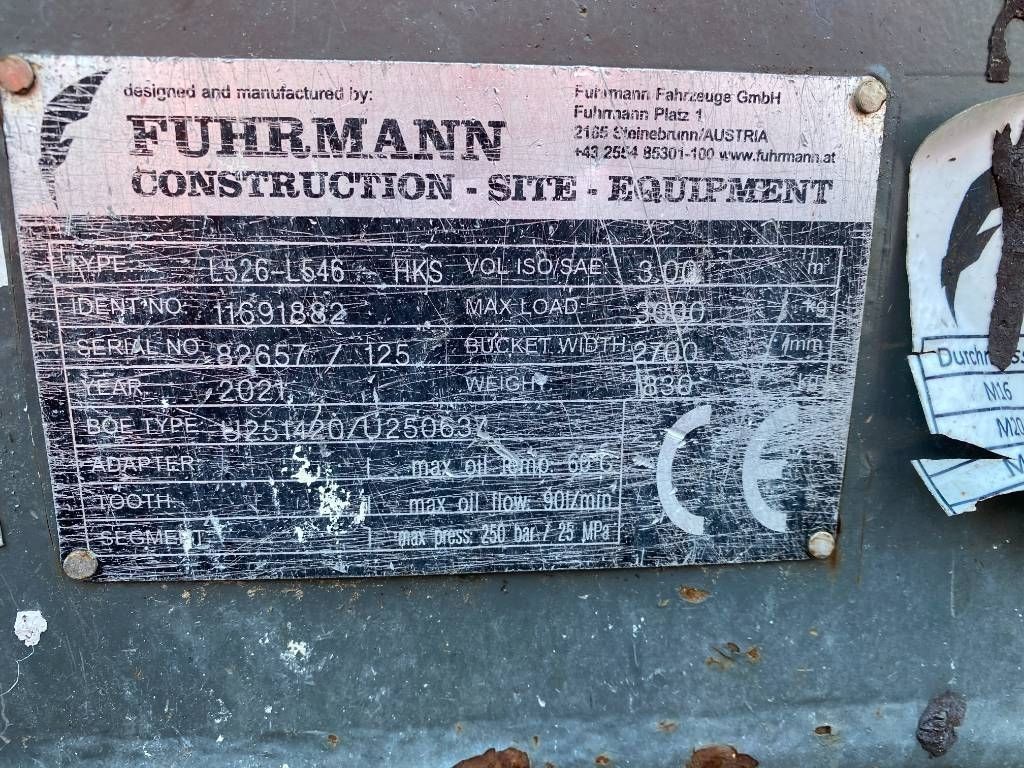 designed and manufactured by:
FUHRMANN
CONSTRUCTION - SITE - EQUIPMENT
Fuhrmann Fahrzeuge GmbH
Fuhrmann Platz 1
2165 Steinebrunn/AUSTRIA
+43 2554 85301-100 www.fuhrmann.at
TYPE L526-L546 HKS VOL ISO/SAE: 3.00 m
IDENT NO: 11691882 MAX LOAD 3000 kg
SERIAL NO 82657 / 125 BUCKET WIDTH 2700 mm
YEAR 2021 WEIGHT 1830 kg
BOE TYPE: U251420/U250637
ADAPTER: max oil temp: 60°C
TOOTH: max oil flow: 90l/min
SEGMENT max press: 250 bar / 25 MPa
CE
M16